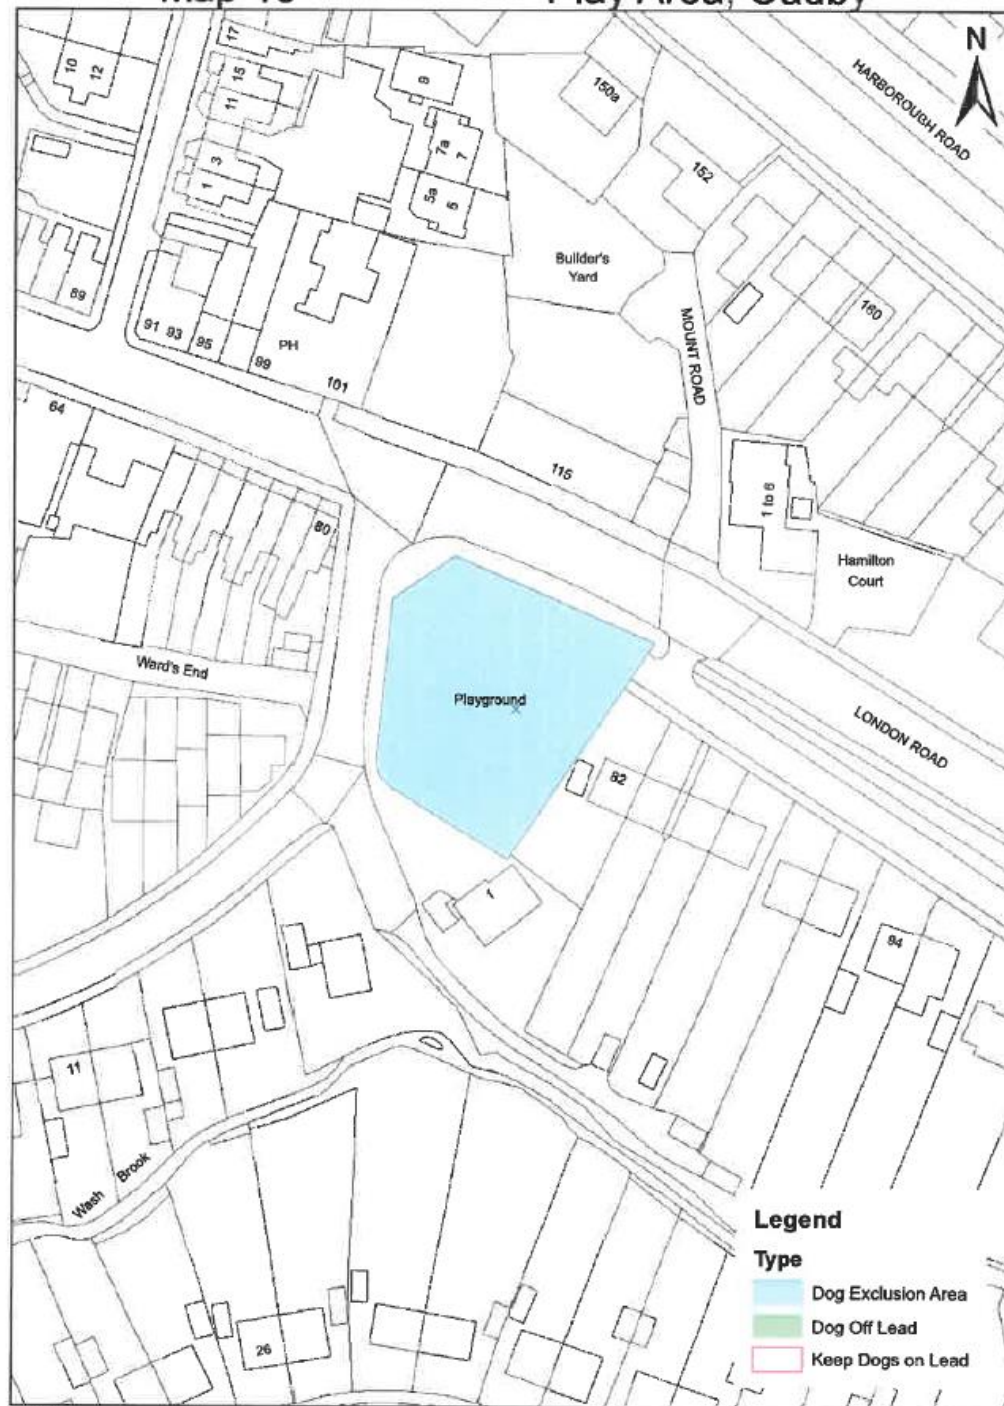 Play Area, Oadby
N
HARBOROUGH ROAD
17
15
11
3
1
10
12
9
7a
7
5a
5
150a
152
160
Builder's
Yard
MOUNT ROAD
89
91
93
95
99
PH
101
115
64
80
1 to 6
Hamilton
Court
Ward's End
Playground
LONDON ROAD
82
1
94
11
Wash Brook
26
Legend
Type
Dog Exclusion Area
Dog Off Lead
Keep Dogs on Lead